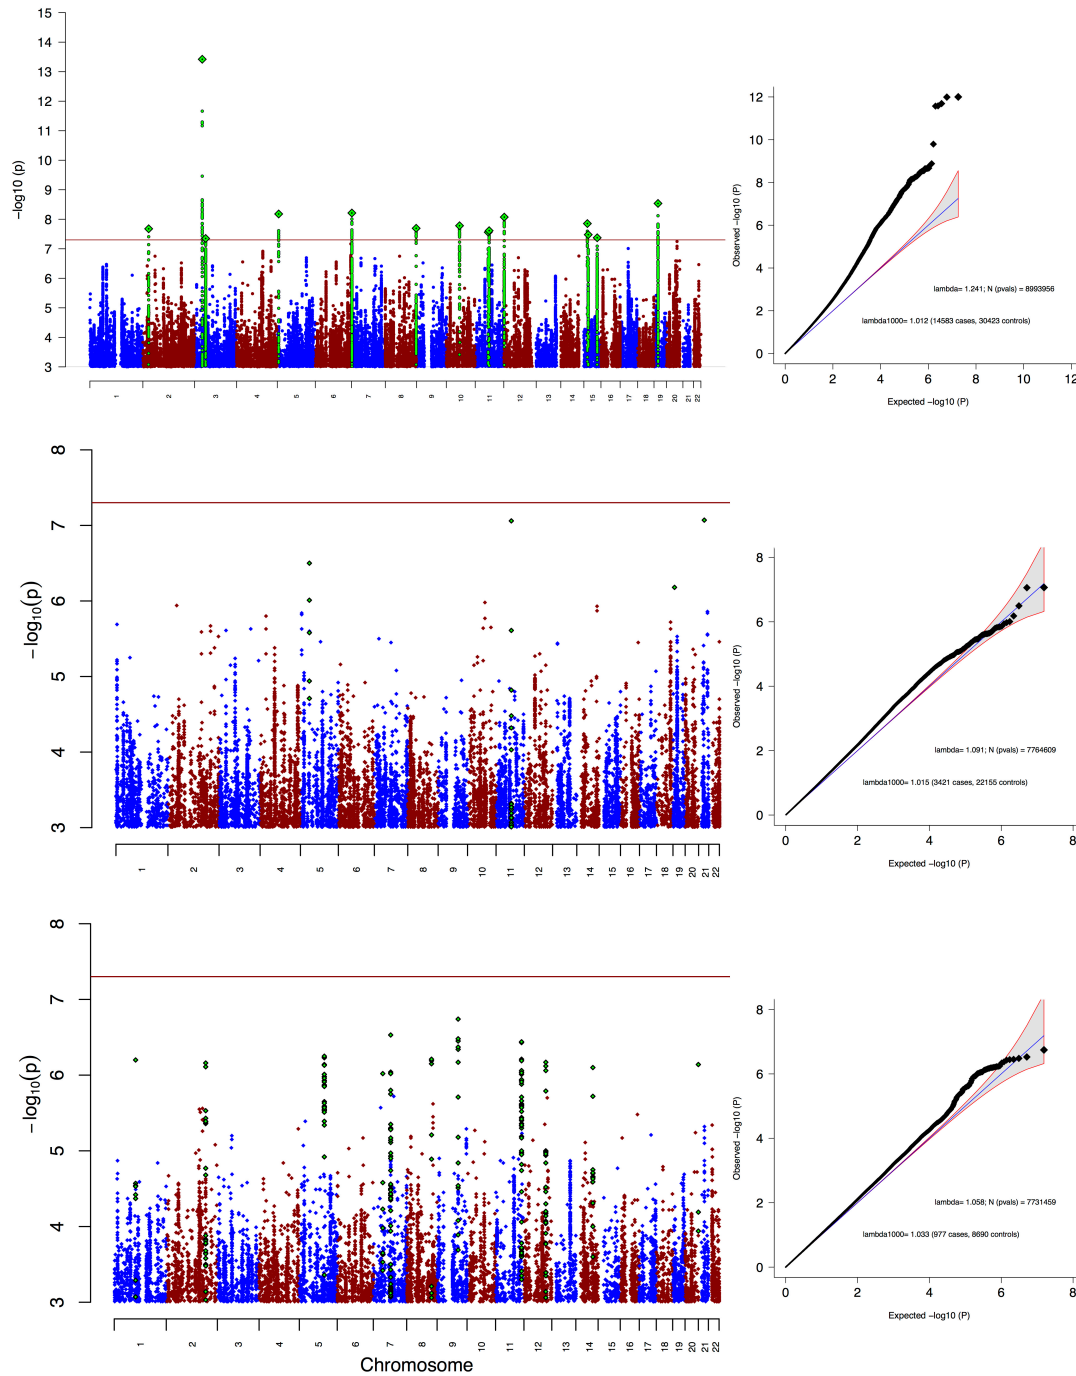 15
14
13
12
11
10
9
8
7
6
5
4
3
−log10 (p)
1 2 3 4 5 6 7 8 9 10 11 12 13 14 15 16 17 18 19 20 21 22
12
10
8
6
4
2
0
Observed −log10 (P)
lambda= 1.241; N (pvals) = 8993956
lambda1000= 1.012 (14583 cases, 30423 controls)
0 2 4 6 8 10 12
Expected −log10 (P)
8
7
6
5
4
3
−log10(p)
1 2 3 4 5 6 7 8 9 10 11 12 13 14 15 16 17 18 19 20 21 22
8
6
4
2
0
Observed −log10 (P)
lambda= 1.091; N (pvals) = 7764609
lambda1000= 1.015 (3421 cases, 22155 controls)
0 2 4 6 8
Expected −log10 (P)
8
7
6
5
4
3
−log10(p)
1 2 3 4 5 6 7 8 9 10 11 12 13 14 15 16 17 18 19 20 21 22
Chromosome
8
6
4
2
0
Observed −log10 (P)
lambda= 1.058; N (pvals) = 7731459
lambda1000= 1.033 (977 cases, 8690 controls)
0 2 4 6 8
Expected −log10 (P)